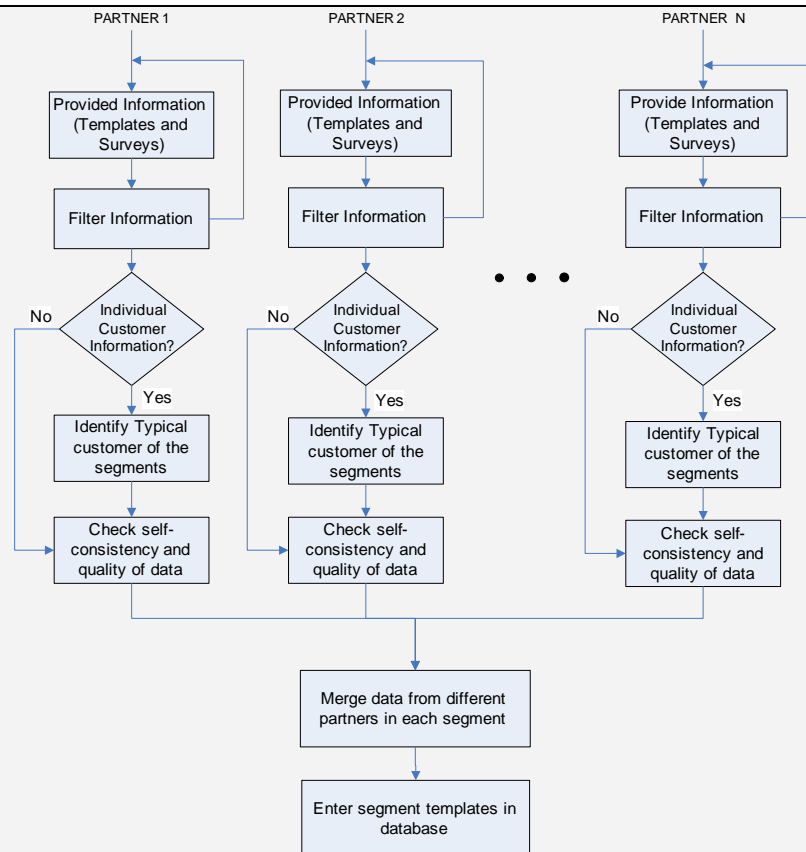 PARTNER 1
PARTNER 2
PARTNER N
Provided Information
(Templates and
Surveys)
Provided Information
(Templates and
Surveys)
Provide Information
(Templates and
Surveys)
Filter Information
Filter Information
Filter Information
No
Individual
Customer
Information?
No
Individual
Customer
Information?
No
Individual
Customer
Information?
Yes
Yes
Yes
Identify Typical
customer of the
segments
Identify Typical
customer of the
segments
Identify Typical
customer of the
segments
Check self-
consistency and
quality of data
Check self-
consistency and
quality of data
Check self-
consistency and
quality of data
Merge data from different
partners in each segment
Enter segment templates in
database